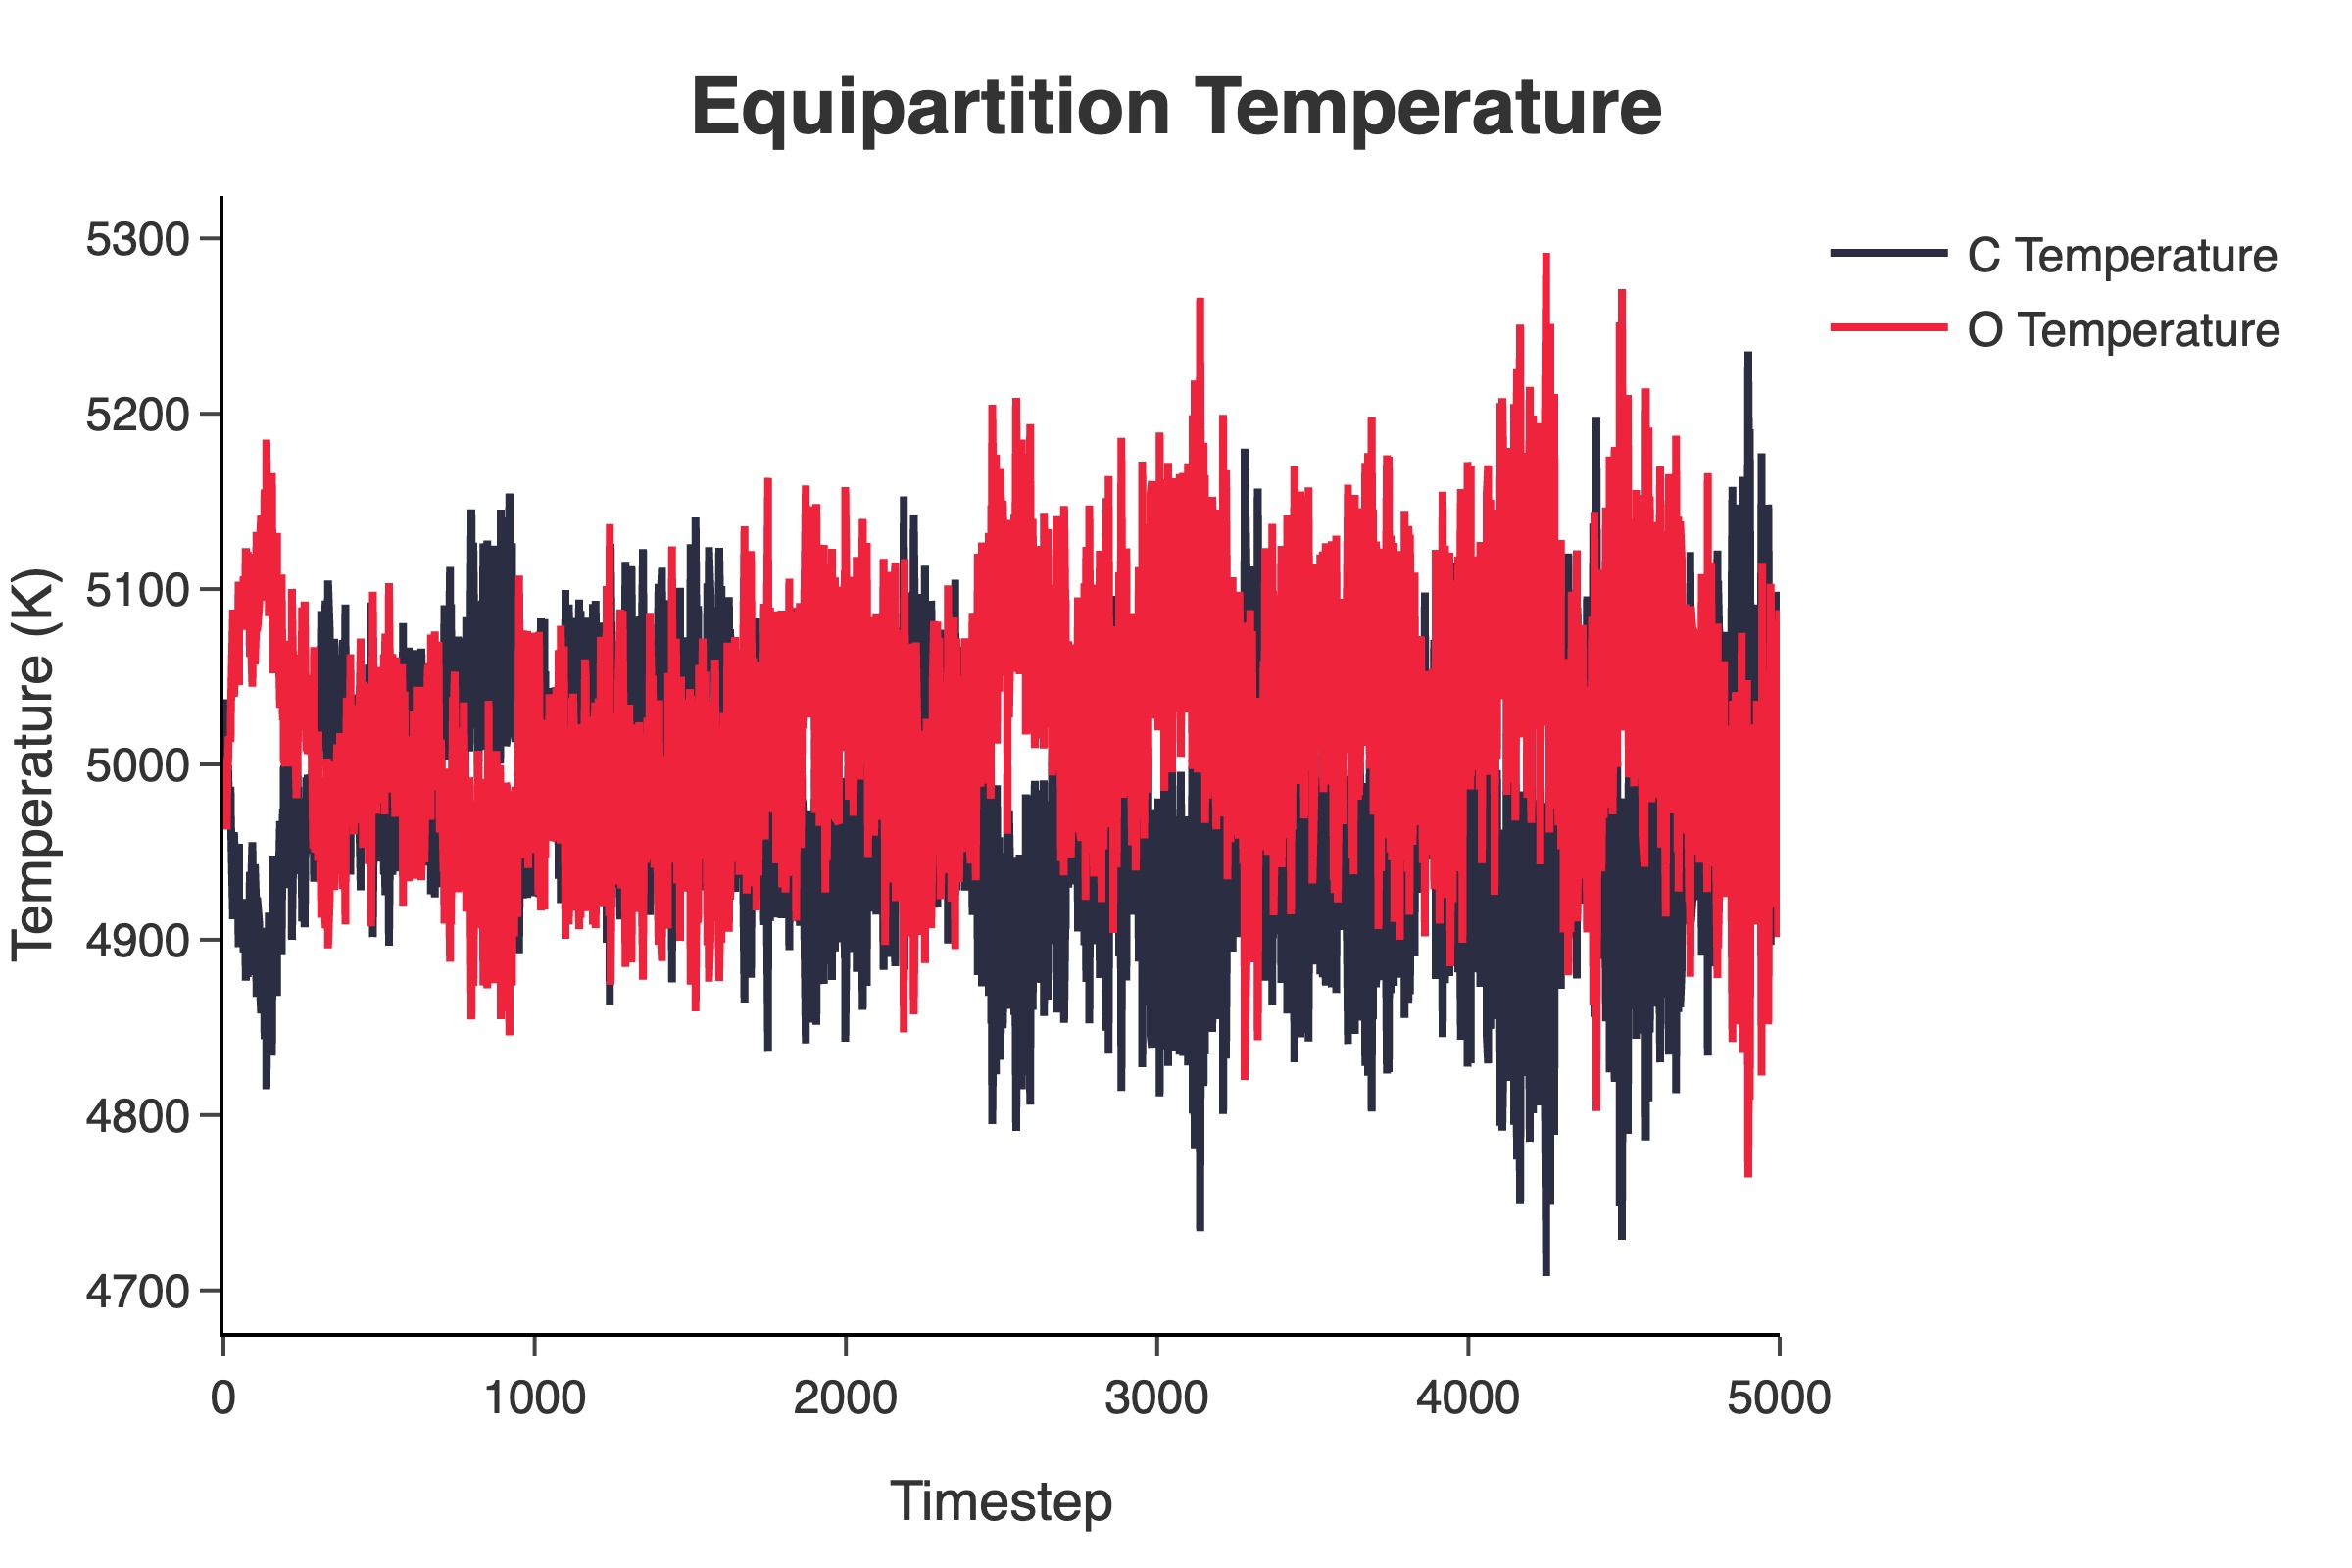 Equipartition Temperature
5300
5200
5100
5000
4900
4800
4700
Temperature (K)
0 1000 2000 3000 4000 5000
Timestep
C Temperature
O Temperature